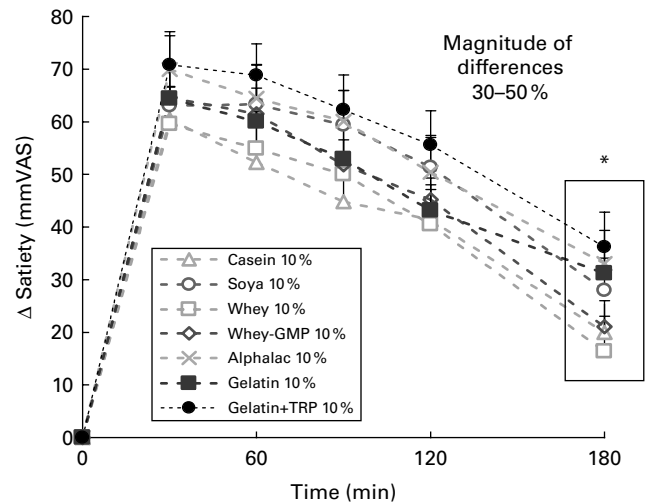 80
70
60
50
40
30
20
10
0
Δ Satiety (mmVAS)
Magnitude of
differences
30–50 %
*
Casein 10 %
Soya 10 %
Whey 10 %
Whey-GMP 10 %
Alphalac 10 %
Gelatin 10 %
Gelatin+TRP 10 %
0 60 120 180
Time (min)